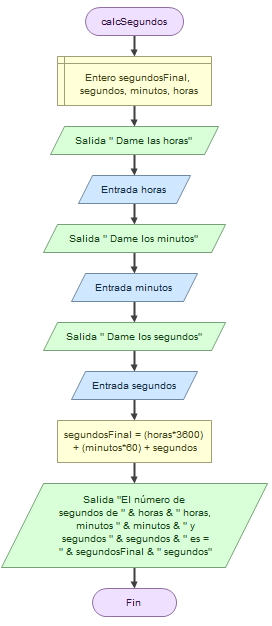 calcSegundos
Entero segundosFinal,
segundos, minutos, horas
Salida " Dame las horas"
Entrada horas
Salida " Dame los minutos"
Entrada minutos
Salida " Dame los segundos"
Entrada segundos
segundosFinal = (horas*3600)
+ (minutos*60) + segundos
Salida "El número de
segundos de " & horas & " horas,
minutos " & minutos & " y
segundos " & segundos & " es =
" & segundosFinal & " segundos"
Fin